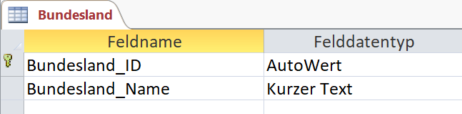 Bundesland
Feldname Felddatentyp
Bundesland_ID AutoWert
Bundesland_Name Kurzer Text